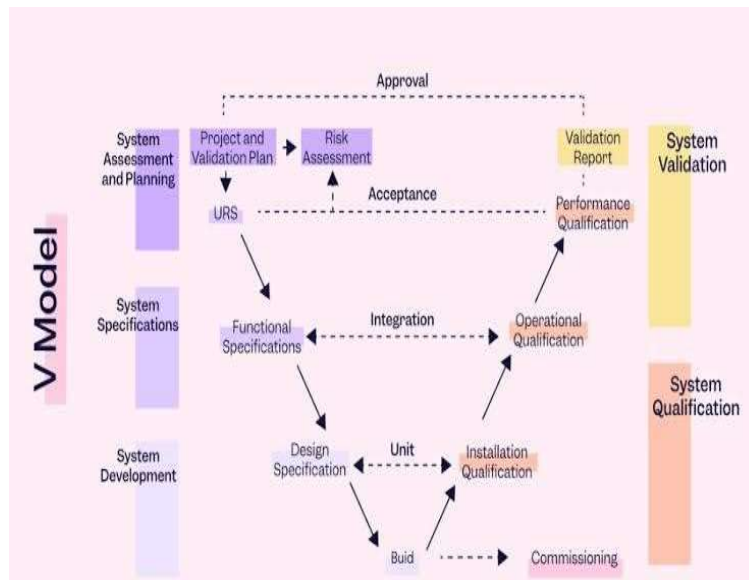 Approval
System
Assessment
and Planning
Project and
Validation Plan
Risk
Assessment
Validation
Report
System
Validation
Acceptance
URS
Performance
Qualification
V Model
System
Specifications
Functional
Specifications
Integration
Operational
Qualification
System
Qualification
System
Development
Design
Specification
Unit
Installation
Qualification
Buid
Commissioning